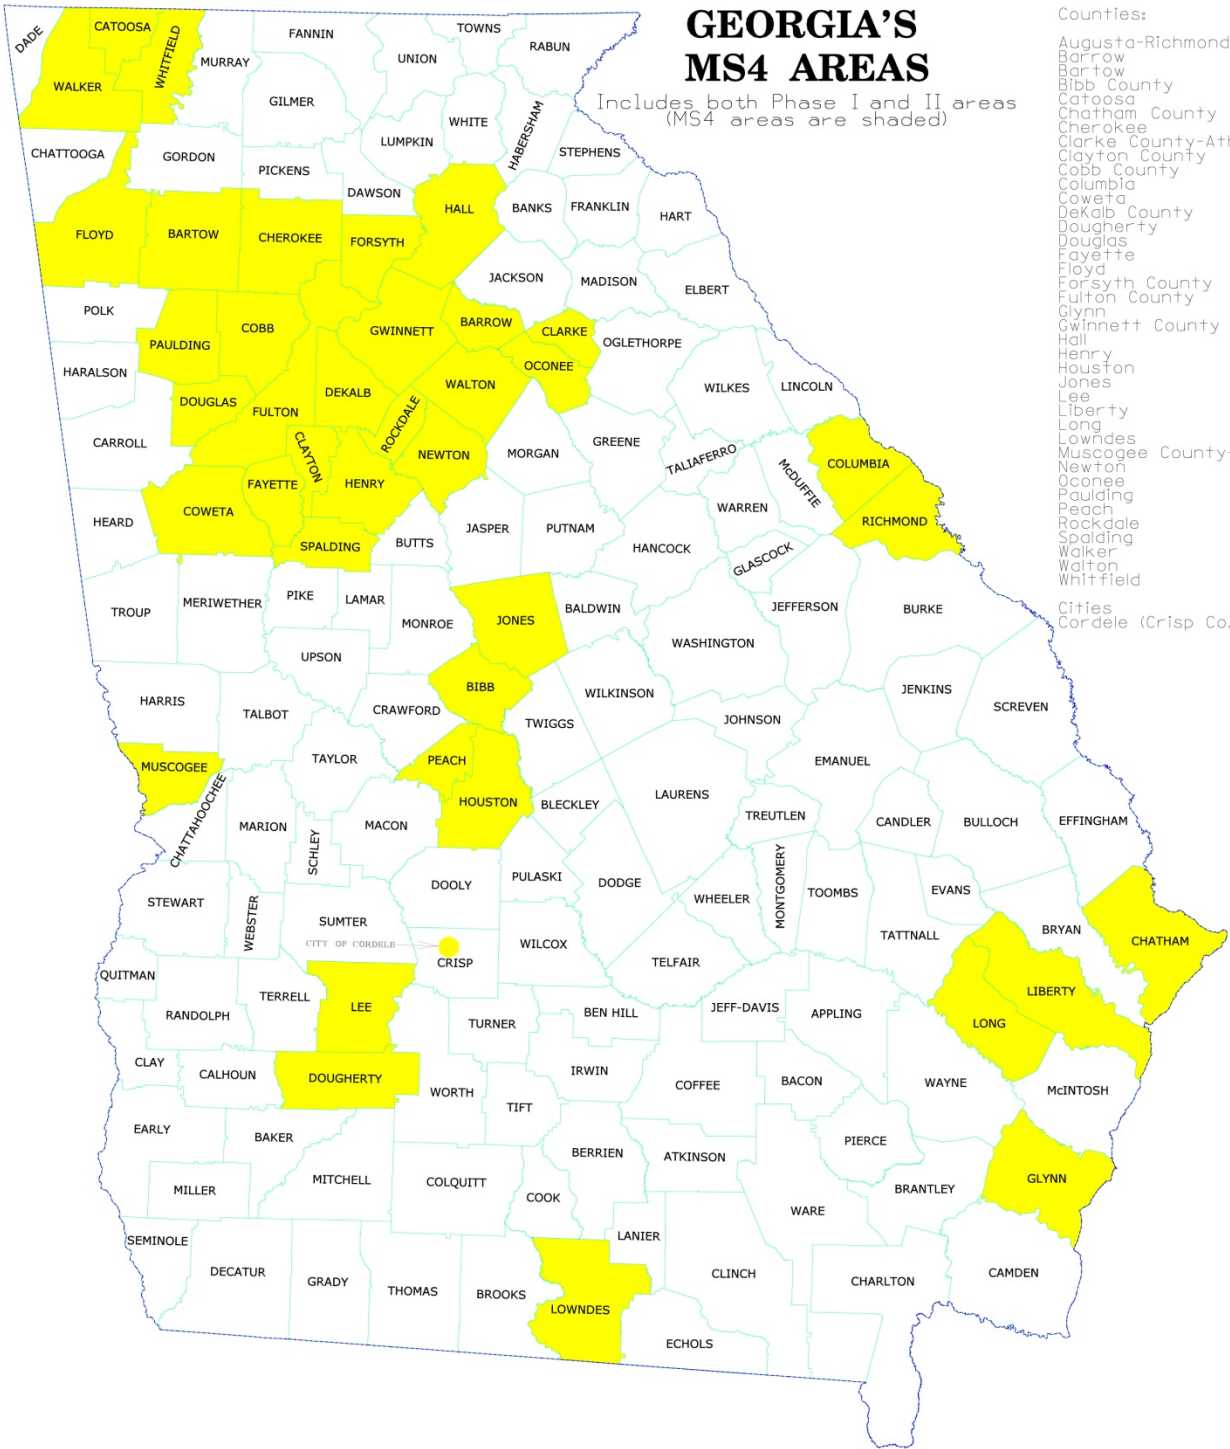 GEORGIA'S
MS4 AREAS
Includes both Phase I and II areas
(MS4 areas are shaded)
Counties:
Augusta-Richmond
Barrow
Bartow
Bibb County
Catoosa
Chatham County
Cherokee
Clarke County-Ath
Clayton County
Cobb County
Columbia
Coweta
DeKalb County
Dougherty
Douglas
Fayette
Floyd
Forsyth County
Fulton County
Glynn
Gwinnett County
Hall
Henry
Houston
Jones
Lee
Liberty
Long
Lowndes
Muscogee County-
Newton
Oconee
Paulding
Peach
Rockdale
Spalding
Walker
Walton
Whitfield
Cities
Cordele (Crisp Co.
DADE
CATOOSA
WHITFIELD
WALKER
MURRAY
FANNIN
GILMER
UNION
TOWNS
RABUN
WHITE
HABERSHAM
LUMPKIN
STEPHENS
CHATTOOGA
GORDON
PICKENS
DAWSON
HALL
BANKS
FRANKLIN
HART
FLOYD
BARTOW
CHEROKEE
FORSYTH
JACKSON
MADISON
ELBERT
POLK
PAULDING
COBB
GWINNETT
BARROW
CLARKE
OCONEE
OGLETHORPE
HARALSON
DOUGLAS
FULTON
DEKALB
ROCKDALE
WALTON
WILKES
LINCOLN
CARROLL
CLAYTON
NEWTON
MORGAN
GREENE
TALIAFERRO
McDUFFIE
COLUMBIA
HEARD
COWETA
FAYETTE
HENRY
SPALDING
BUTTS
JASPER
PUTNAM
HANCOCK
WARREN
GLASCOCK
RICHMOND
TROUP
MERIWETHER
PIKE
LAMAR
MONROE
JONES
BALDWIN
WASHINGTON
JEFFERSON
BURKE
UPSON
HARRIS
TALBOT
CRAWFORD
BIBB
TWIGGS
WILKINSON
JOHNSON
JENKINS
SCREVEN
MUSCOGEE
CHATTAHOOCHEE
TAYLOR
PEACH
HOUSTON
BLECKLEY
LAURENS
EMANUEL
TREUTLEN
CANDLER
BULLOCH
EFFINGHAM
MARION
SCHLEY
MACON
DOOLY
PULASKI
DODGE
WHEELER
MONTGOMERY
TOOMBS
EVANS
TATTNALL
BRYAN
CHATHAM
STEWART
WEBSTER
SUMTER
CITY OF CORDELE
CRISP
WILCOX
TELFAIR
LIBERTY
LONG
QUITMAN
RANDOLPH
TERRELL
LEE
TURNER
BEN HILL
JEFF-DAVIS
APPLING
WAYNE
McINTOSH
CLAY
CALHOUN
DOUGHERTY
WORTH
TIFT
IRWIN
COFFEE
BACON
EARLY
BAKER
MITCHELL
COLQUITT
BERRIEN
ATKINSON
PIERCE
BRANTLEY
GLYNN
MILLER
COOK
LANIER
WARE
SEMINOLE
DECATUR
GRADY
THOMAS
BROOKS
LOWNDES
CLINCH
ECHOLS
CHARLTON
CAMDEN